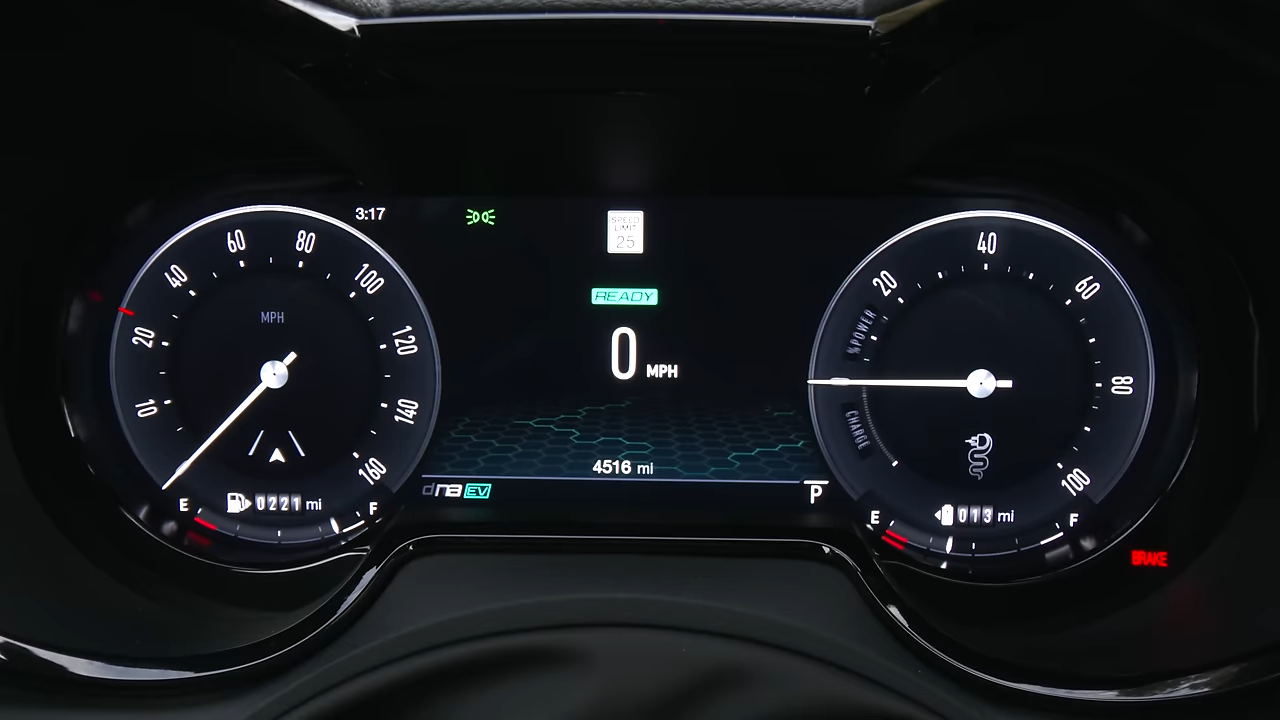 3:17
SPEED
LIMIT
25
READY
0 MPH
4516 mi
dna EV
P
MPH
10
20
40
60
80
100
120
140
160
E
0221 mi
F
%POWER
CHARGE
20
40
60
80
100
E
013 mi
F
BRAKE